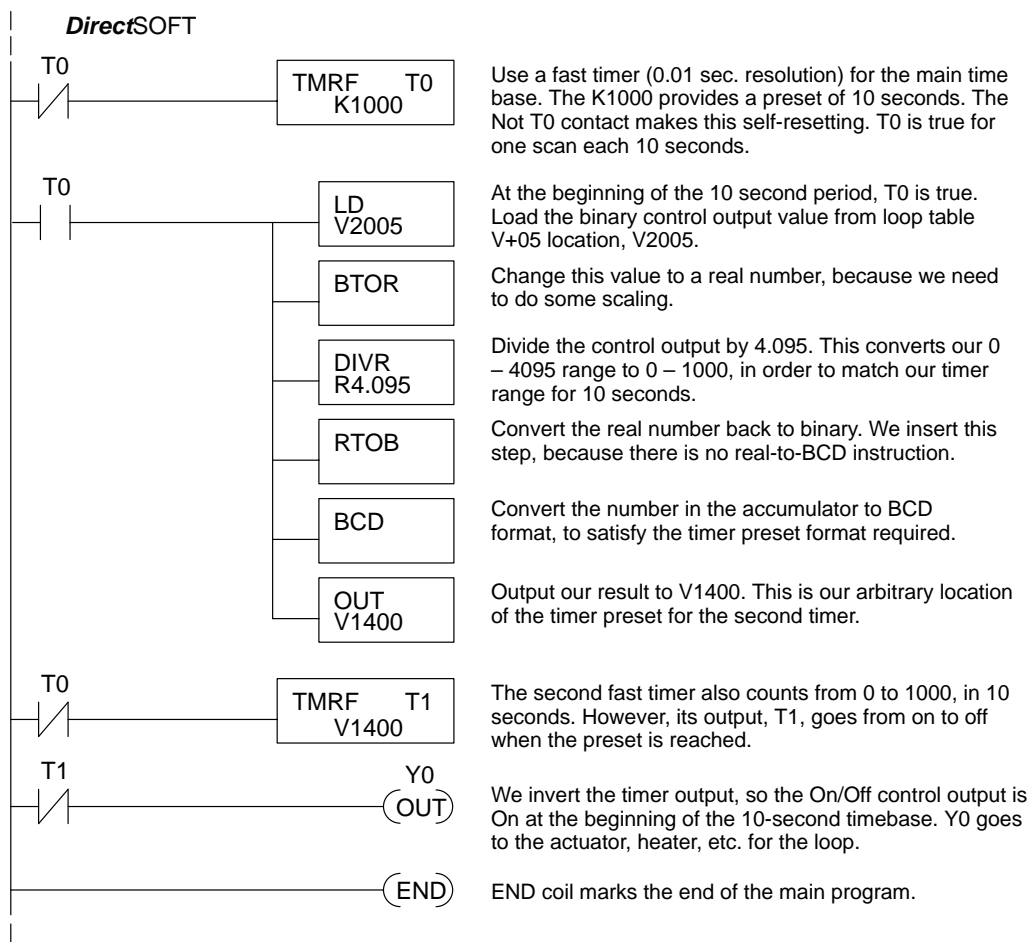 DirectSOFT
T0
TMRF T0
K1000
Use a fast timer (0.01 sec. resolution) for the main time
base. The K1000 provides a preset of 10 seconds. The
Not T0 contact makes this self-resetting. T0 is true for
one scan each 10 seconds.
T0
LD
V2005
At the beginning of the 10 second period, T0 is true.
Load the binary control output value from loop table
V+05 location, V2005.
BTOR
Change this value to a real number, because we need
to do some scaling.
DIVR
R4.095
Divide the control output by 4.095. This converts our 0
– 4095 range to 0 – 1000, in order to match our timer
range for 10 seconds.
RTOB
Convert the real number back to binary. We insert this
step, because there is no real-to-BCD instruction.
BCD
Convert the number in the accumulator to BCD
format, to satisfy the timer preset format required.
OUT
V1400
Output our result to V1400. This is our arbitrary location
of the timer preset for the second timer.
T0
TMRF T1
V1400
The second fast timer also counts from 0 to 1000, in 10
seconds. However, its output, T1, goes from on to off
when the preset is reached.
T1
Y0
OUT
We invert the timer output, so the On/Off control output is
On at the beginning of the 10-second timebase. Y0 goes
to the actuator, heater, etc. for the loop.
END
END coil marks the end of the main program.